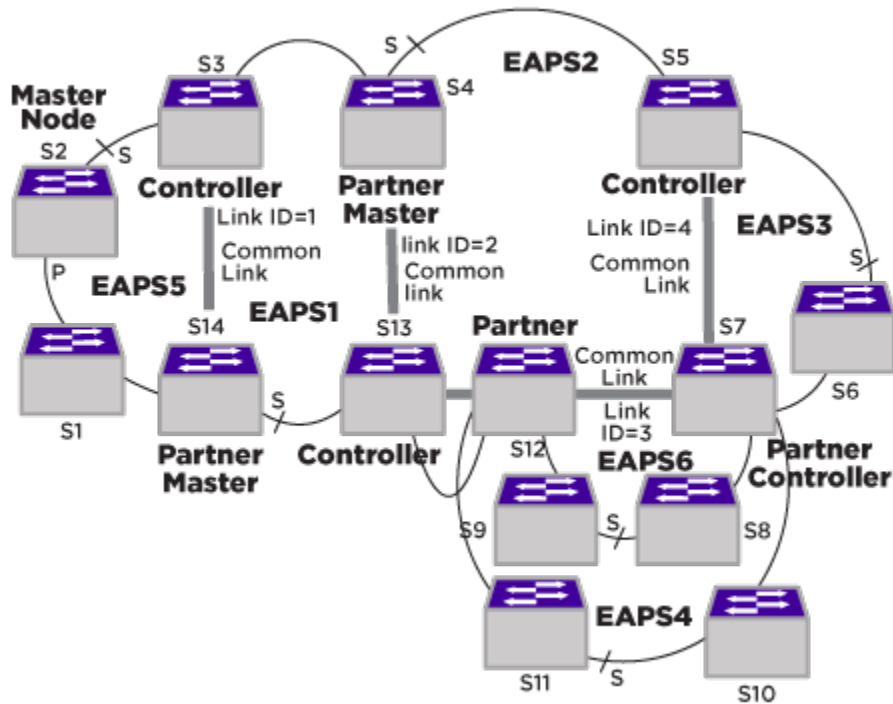 S3
S
EAPS2
S5
S4
Master
Node
S2
S
Controller
Partner
Master
Controller
Link ID=1
Common
Link
link ID=2
Common
link
Link ID=4
Common
Link
EAPS3
S
P
EAPS5
EAPS1
S14
S13
Partner
S7
Common
Link
Link
ID=3
S6
S1
S
Partner
Master
Controller
S12
EAPS6
Partner
Controller
S9
S
S8
EAPS4
S11
S
S10